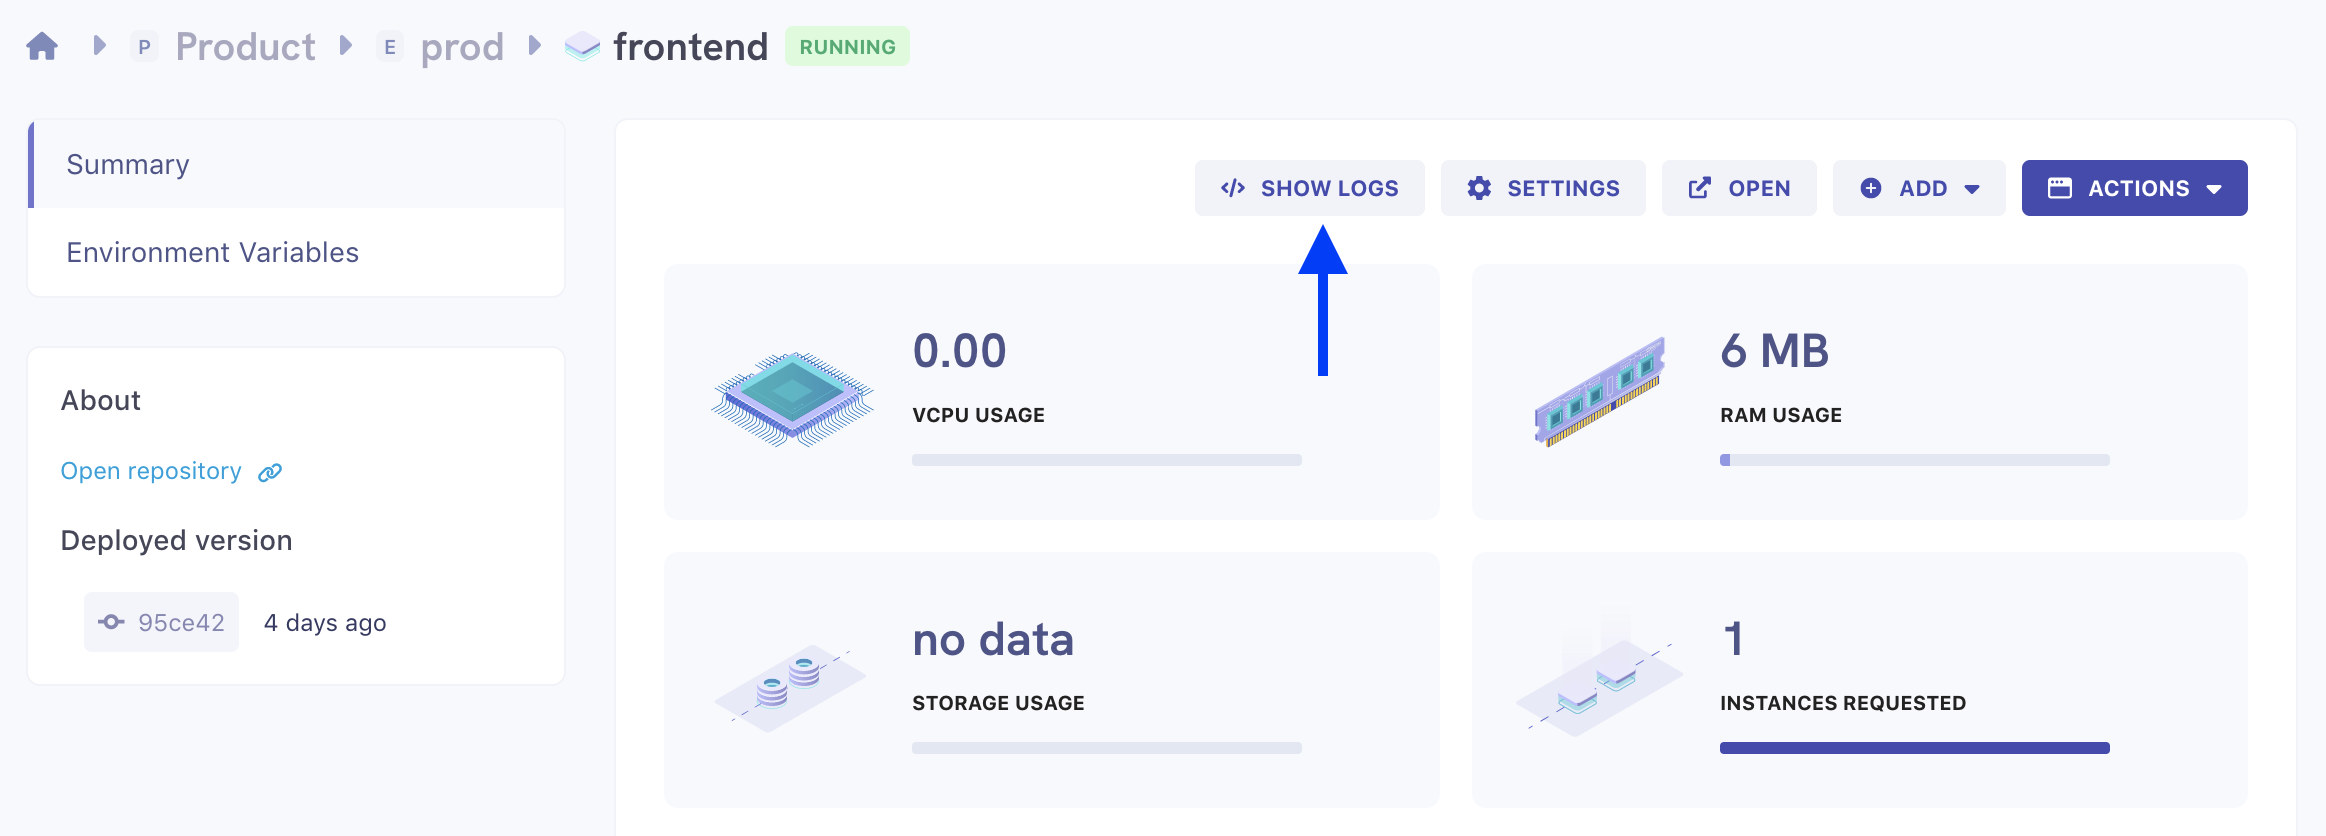 P Product E prod frontend RUNNING
Summary
Environment Variables
About
Open repository
Deployed version
95ce42 4 days ago
SHOW LOGS SETTINGS OPEN ADD ACTIONS
0.00
VCPU USAGE
6 MB
RAM USAGE
no data
STORAGE USAGE
1
INSTANCES REQUESTED